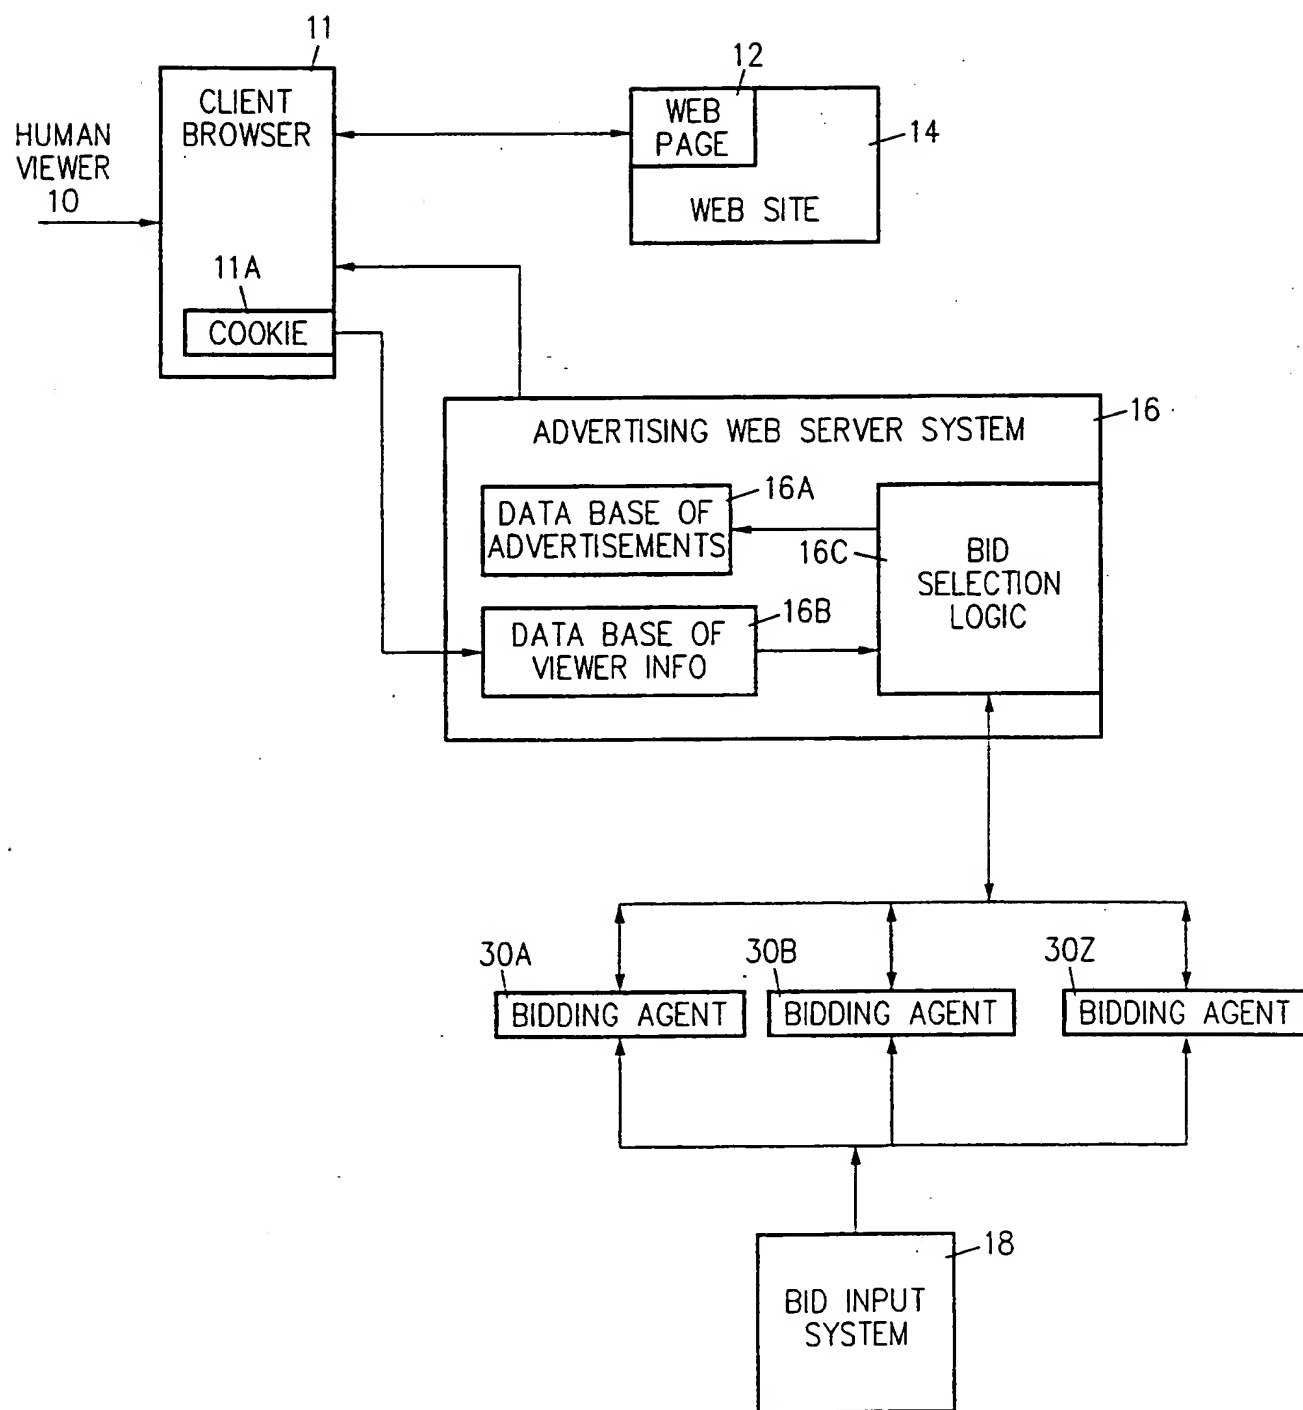 11
CLIENT
BROWSER
HUMAN
VIEWER
10
11A
COOKIE
12
WEB
PAGE
14
WEB SITE
16
ADVERTISING WEB SERVER SYSTEM
16A
DATA BASE OF
ADVERTISEMENTS
16C
BID
SELECTION
LOGIC
16B
DATA BASE OF
VIEWER INFO
30A
BIDDING AGENT
30B
BIDDING AGENT
30Z
BIDDING AGENT
18
BID INPUT
SYSTEM